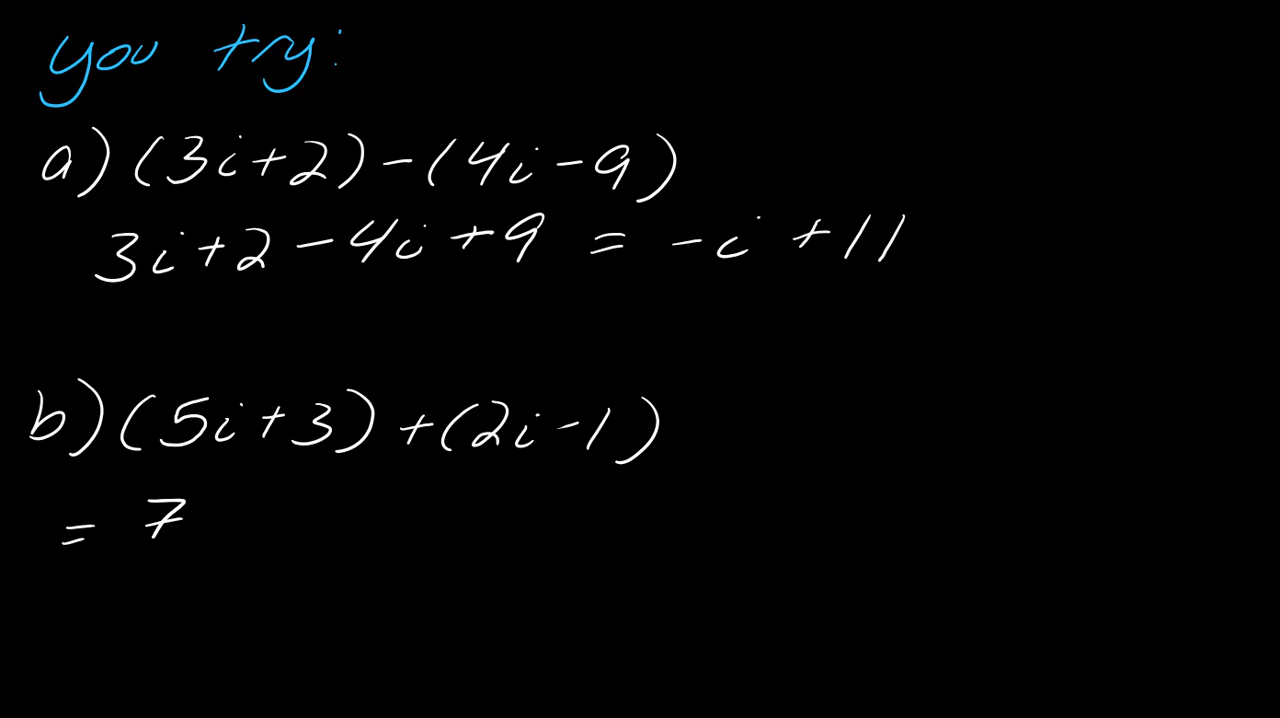 you try:
a) (3i+2) - (4i-9)
3i+2-4i+9 = -i+11
b) (5i+3) + (2i-1)
= 7